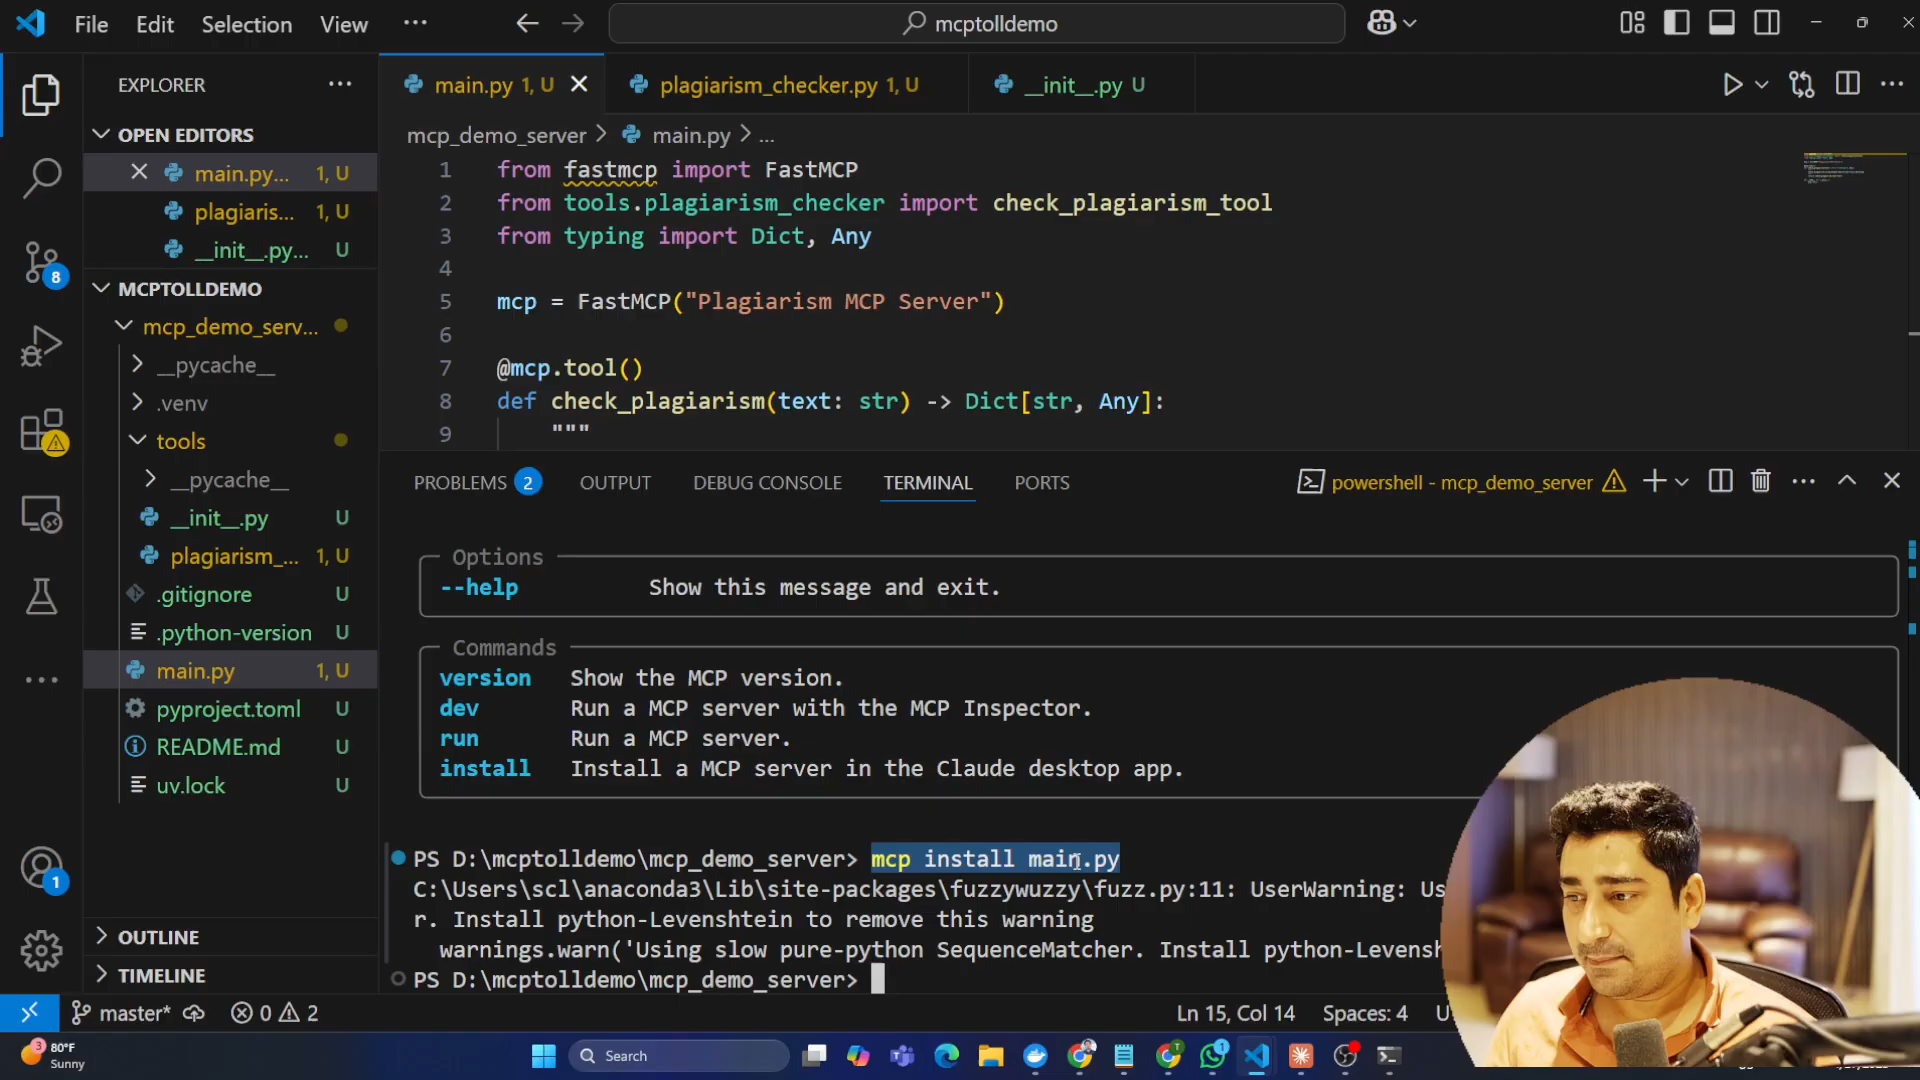 File Edit Selection View ...
mcptolldemo
EXPLORER
OPEN EDITORS
main.py... 1, U
plagiaris... 1, U
__init__.py... U
MCPTOLLDEMO
mcp_demo_serv...
__pycache__
.venv
tools
__pycache__
__init__.py U
plagiarism_... 1, U
.gitignore U
.python-version U
main.py 1, U
pyproject.toml U
README.md U
uv.lock U
OUTLINE
TIMELINE
8
1
main.py 1, U
plagiarism_checker.py 1, U
__init__.py U
mcp_demo_server > main.py > ...
1 from fastmcp import FastMCP
2 from tools.plagiarism_checker import check_plagiarism_tool
3 from typing import Dict, Any
4
5 mcp = FastMCP("Plagiarism MCP Server")
6
7 @mcp.tool()
8 def check_plagiarism(text: str) -> Dict[str, Any]:
9 """
PROBLEMS 2 OUTPUT DEBUG CONSOLE TERMINAL PORTS
powershell - mcp_demo_server
Options
--help Show this message and exit.
Commands
version Show the MCP version.
dev Run a MCP server with the MCP Inspector.
run Run a MCP server.
install Install a MCP server in the Claude desktop app.
PS D:\mcptolldemo\mcp_demo_server> mcp install main.py
C:\Users\scl\anaconda3\Lib\site-packages\fuzzywuzzy\fuzz.py:11: UserWarning: Us
r. Install python-Levenshtein to remove this warning
warnings.warn('Using slow pure-python SequenceMatcher. Install python-Levensh
PS D:\mcptolldemo\mcp_demo_server>
master* 0 2
Ln 15, Col 14 Spaces: 4 U
3 80°F
Sunny
Search
1